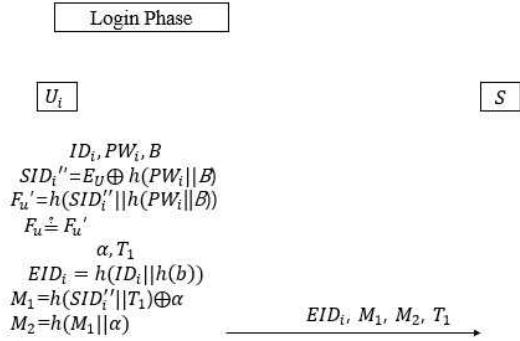 Login Phase
U_i
S
ID_i, PW_i, B
SID_i''=E_U⊕ h(PW_i||B)
F_u'=h(SID_i''||h(PW_i||B))
F_u ≟ F_u'
α, T_1
EID_i = h(ID_i||h(b))
M_1=h(SID_i''||T_1)⊕α
M_2=h(M_1||α)
EID_i, M_1, M_2, T_1